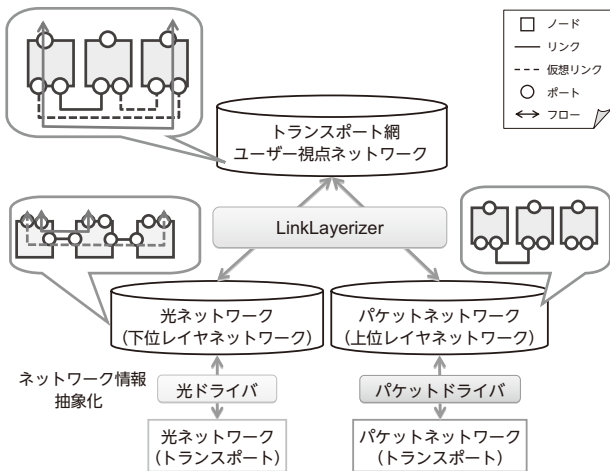 ノード
リンク
仮想リンク
ポート
フロー
トランスポート網
ユーザー視点ネットワーク
LinkLayerizer
光ネットワーク
（下位レイヤネットワーク）
パケットネットワーク
（上位レイヤネットワーク）
ネットワーク情報
抽象化
光ドライバ
パケットドライバ
光ネットワーク
（トランスポート）
パケットネットワーク
（トランスポート）